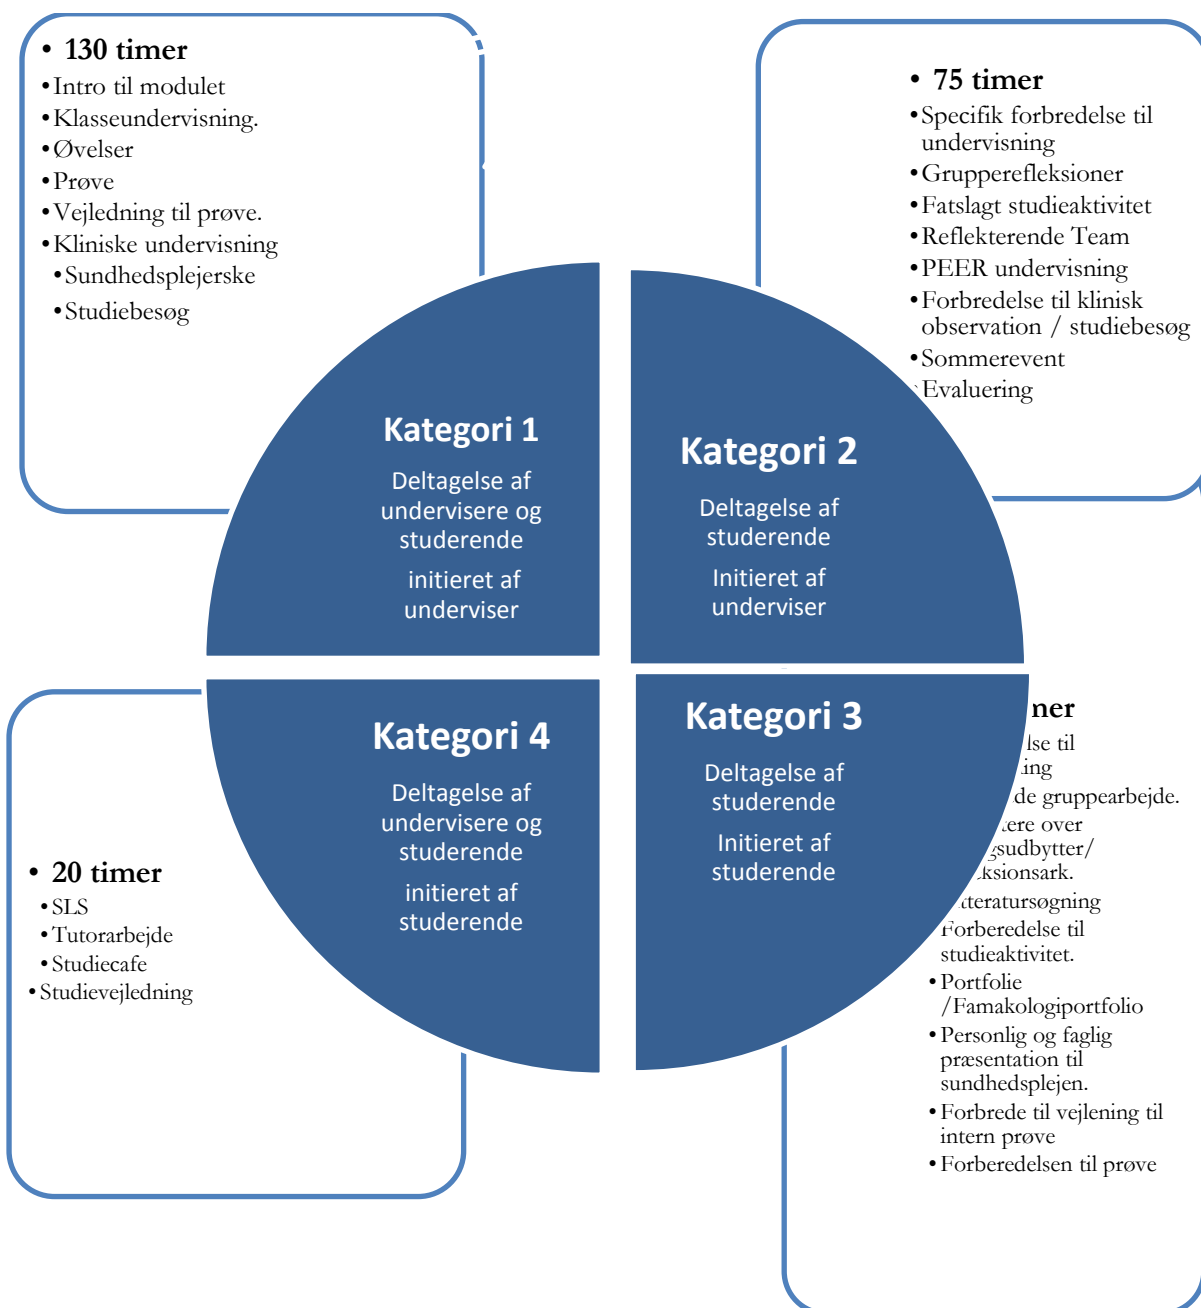 • 130 timer
•Intro til modulet
•Klasseundervisning.
•Øvelser
•Prøve
•Vejledning til prøve.
•Kliniske undervisning
•Sundhedsplejerske
•Studiebesøg
• 75 timer
•Specifik forbredelse til
undervisning
•Grupperefleksioner
•Fatslagt studieaktivitet
•Reflekterende Team
•PEER undervisning
•Forbredelse til klinisk
observation / studiebesøg
•Sommerevent
Evaluering
Kategori 1
Deltagelse af
undervisere og
studerende
initieret af
underviser
Kategori 2
Deltagelse af
studerende
Initieret af
underviser
Kategori 4
Deltagelse af
undervisere og
studerende
initieret af
studerende
Kategori 3
Deltagelse af
studerende
Initieret af
studerende
• 20 timer
•SLS
•Tutorarbejde
•Studiecafe
•Studievejledning
gruppearbejde.
over
Forberedelse til
studieaktivitet.
•Portfolie
/Famakologiportfolio
•Personlig og faglig
præsentation til
sundhedsplejen.
•Forbrede til vejlening til
intern prøve
•Forberedelsen til prøve